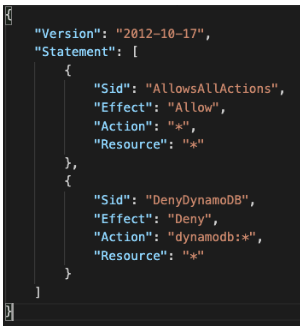 {
    "Version": "2012-10-17",
    "Statement": [
        {
            "Sid": "AllowsAllActions",
            "Effect": "Allow",
            "Action": "*",
            "Resource": "*"
        },
        {
            "Sid": "DenyDynamoDB",
            "Effect": "Deny",
            "Action": "dynamodb:*",
            "Resource": "*"
        }
    ]
}